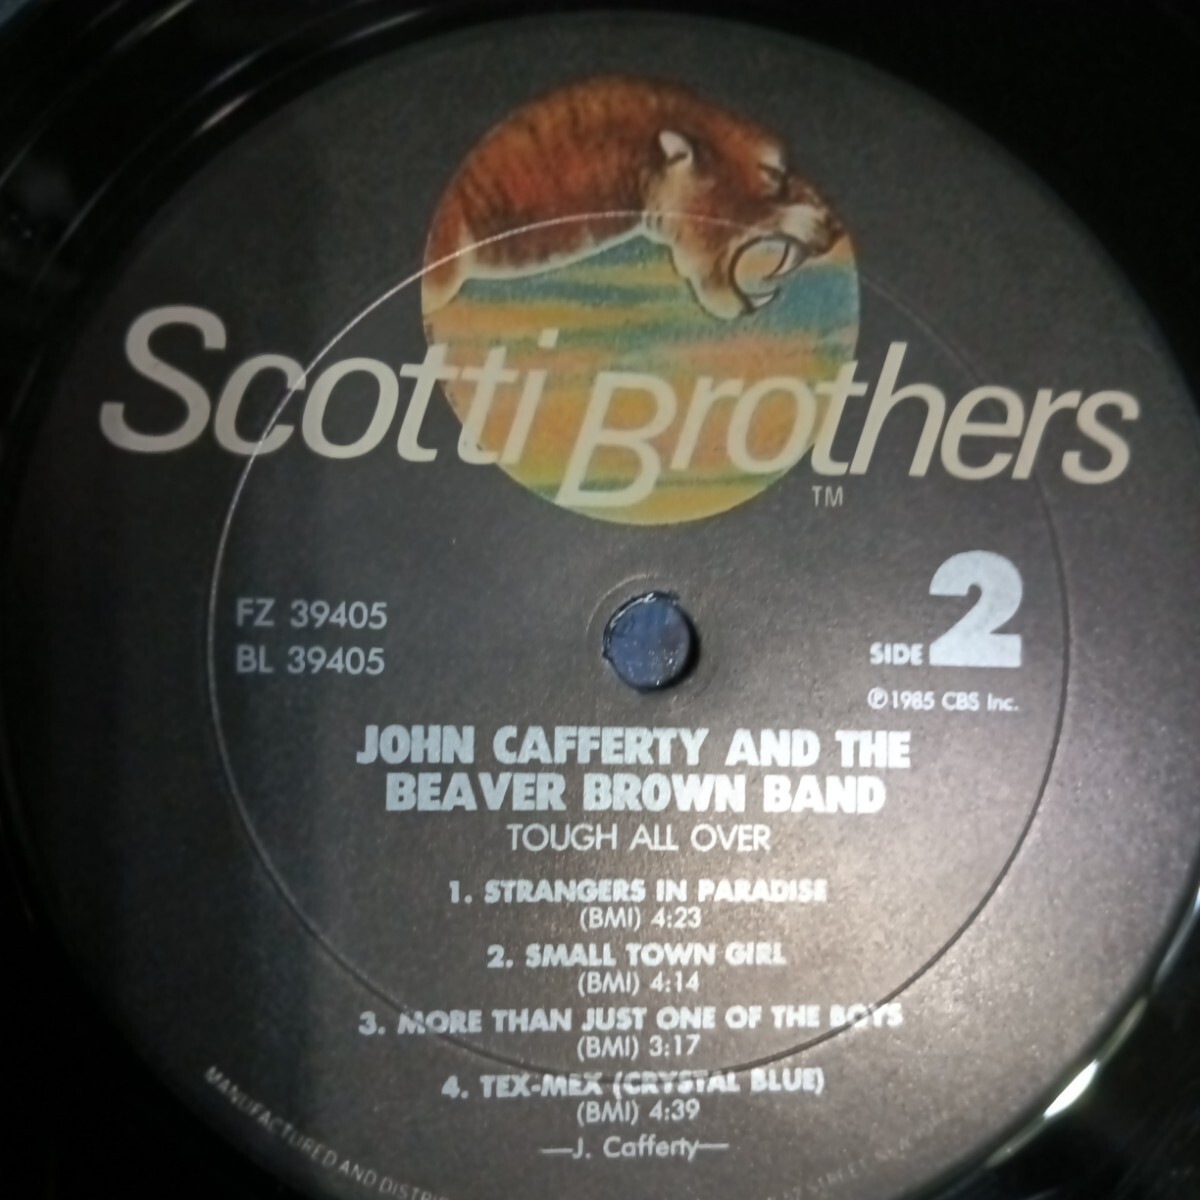 Scotti Brothers
TM
FZ 39405
BL 39405
SIDE 2
℗1985 CBS Inc.
JOHN CAFFERTY AND THE
BEAVER BROWN BAND
TOUGH ALL OVER
1. STRANGERS IN PARADISE
(BMI) 4:23
2. SMALL TOWN GIRL
(BMI) 4:14
3. MORE THAN JUST ONE OF THE BOYS
(BMI) 3:17
4. TEX-MEX (CRYSTAL BLUE)
(BMI) 4:39
—J. Cafferty—
MANUFACTURED AND
STREET